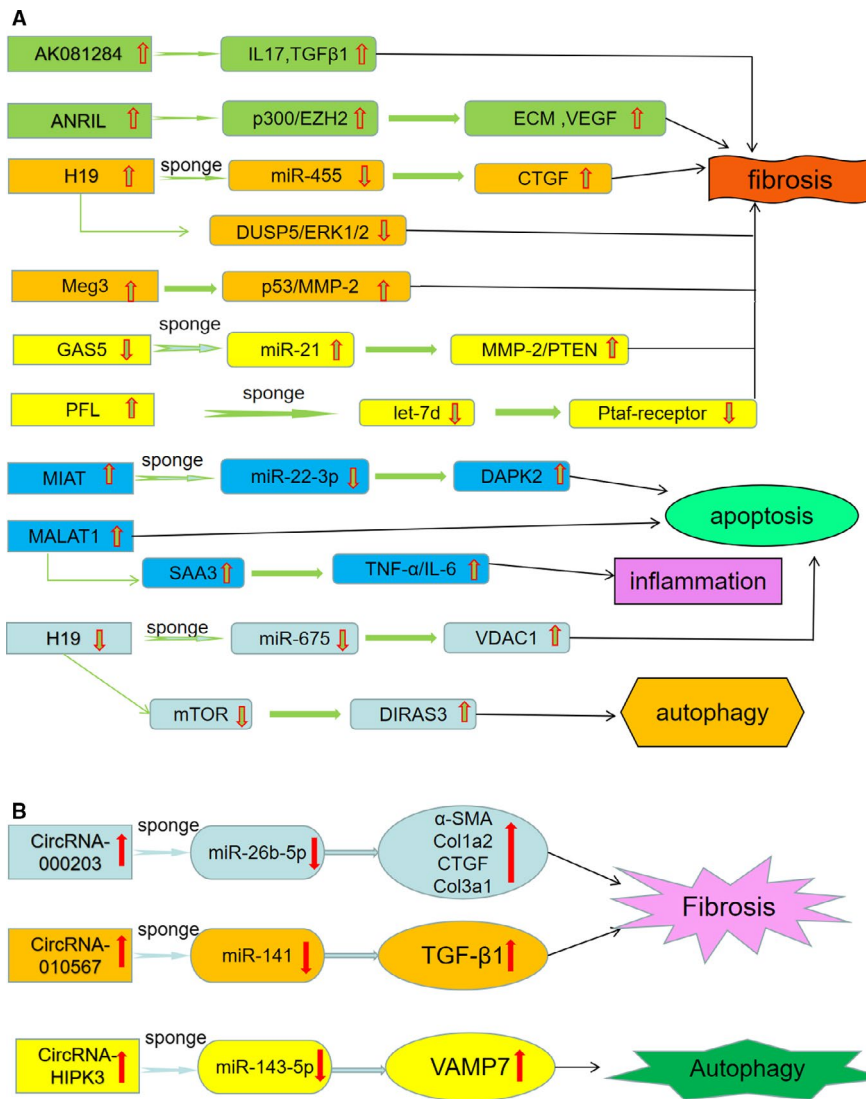 A
AK081284
IL17,TGFβ1
ANRIL
p300/EZH2
ECM ,VEGF
fibrosis
H19
sponge
miR-455
CTGF
DUSP5/ERK1/2
Meg3
p53/MMP-2
GAS5
sponge
miR-21
MMP-2/PTEN
PFL
sponge
let-7d
Ptaf-receptor
MIAT
sponge
miR-22-3p
DAPK2
apoptosis
MALAT1
SAA3
TNF-α/IL-6
inflammation
H19
sponge
miR-675
VDAC1
mTOR
DIRAS3
autophagy
B
CircRNA-
000203
sponge
miR-26b-5p
α-SMA
Col1a2
CTGF
Col3a1
Fibrosis
CircRNA-
010567
sponge
miR-141
TGF-β1
CircRNA-
HIPK3
sponge
miR-143-5p
VAMP7
Autophagy